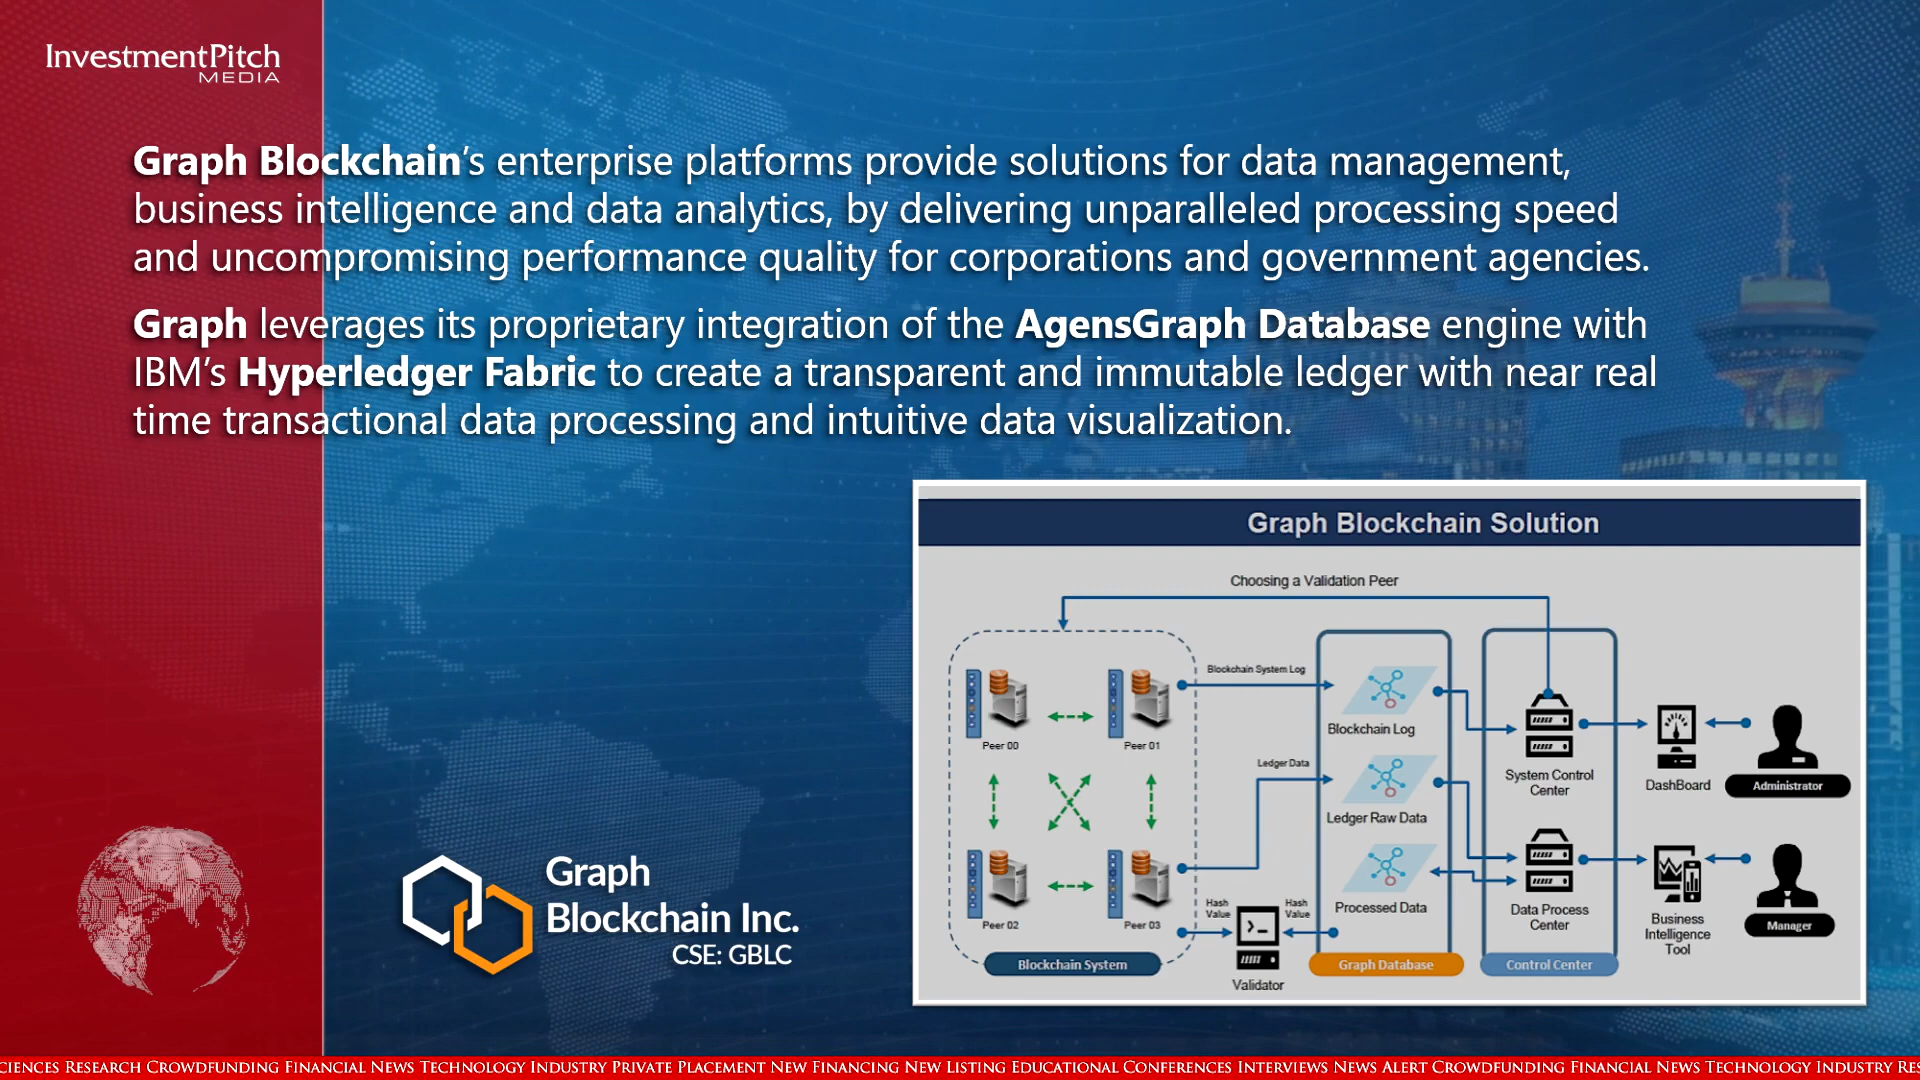 InvestmentPitch
MEDIA
Graph Blockchain's enterprise platforms provide solutions for data management,
business intelligence and data analytics, by delivering unparalleled processing speed
and uncompromising performance quality for corporations and government agencies.
Graph leverages its proprietary integration of the AgensGraph Database engine with
IBM's Hyperledger Fabric to create a transparent and immutable ledger with near real
time transactional data processing and intuitive data visualization.
Graph Blockchain Solution
Choosing a Validation Peer
Blockchain System Log
Peer 00
Peer 01
Blockchain Log
Ledger Data
System Control
Center
DashBoard
Administrator
Ledger Raw Data
Peer 02
Peer 03
Hash
Value
Hash
Value
Processed Data
Data Process
Center
Business
Intelligence
Tool
Manager
Blockchain System
Validator
Graph Database
Control Center
Graph
Blockchain Inc.
CSE: GBLC
CIENCES RESEARCH CROWDFUNDING FINANCIAL NEWS TECHNOLOGY INDUSTRY PRIVATE PLACEMENT NEW FINANCING NEW LISTING EDUCATIONAL CONFERENCES INTERVIEWS NEWS ALERT CROWDFUNDING FINANCIAL NEWS TECHNOLOGY INDUSTRY RES